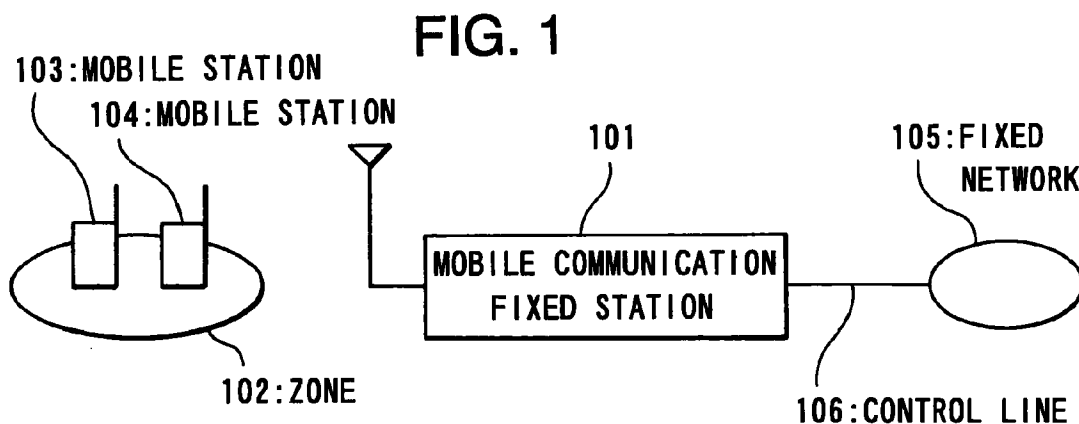 FIG. 1
103:MOBILE STATION
104:MOBILE STATION
101
105:FIXED
NETWORK
MOBILE COMMUNICATION
FIXED STATION
102:ZONE
106:CONTROL LINE